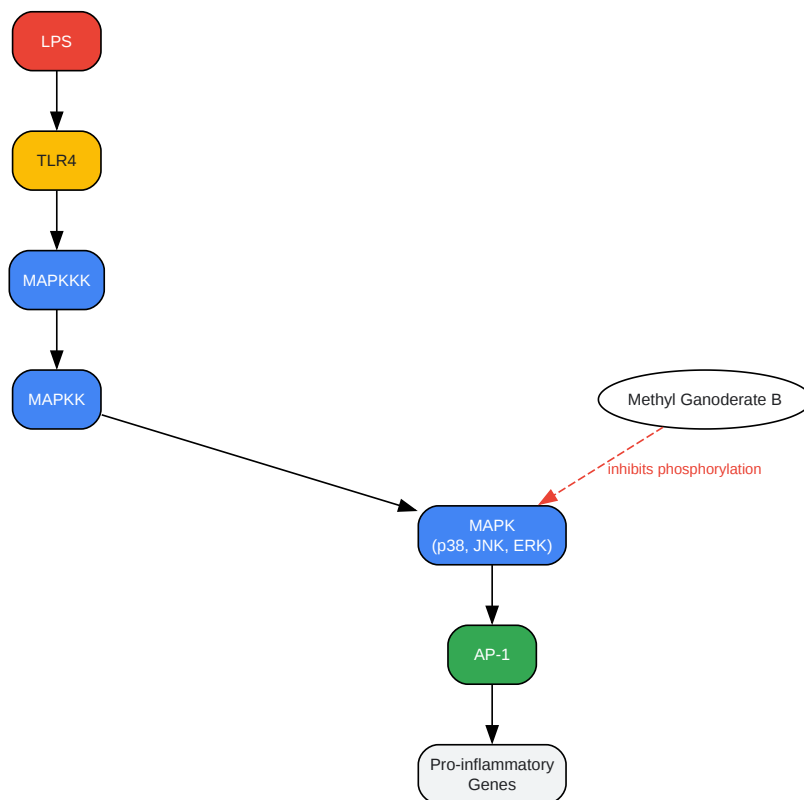 LPS
TLR4
MAPKKK
MAPKK
Methyl Ganoderate B
inhibits phosphorylation
MAPK
(p38, JNK, ERK)
AP-1
Pro-inflammatory
Genes